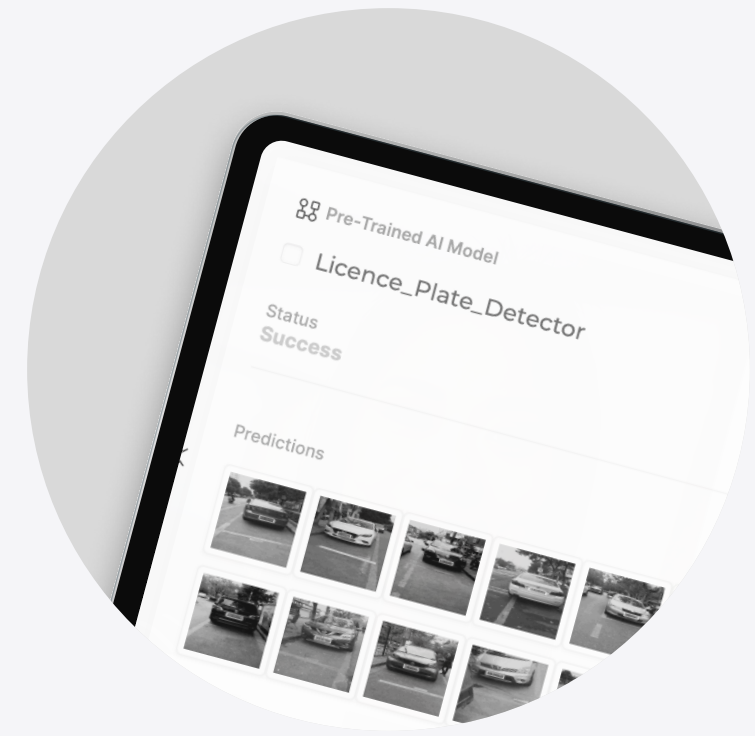 Pre-Trained AI Model
Licence_Plate_Detector
Status
Success
Predictions